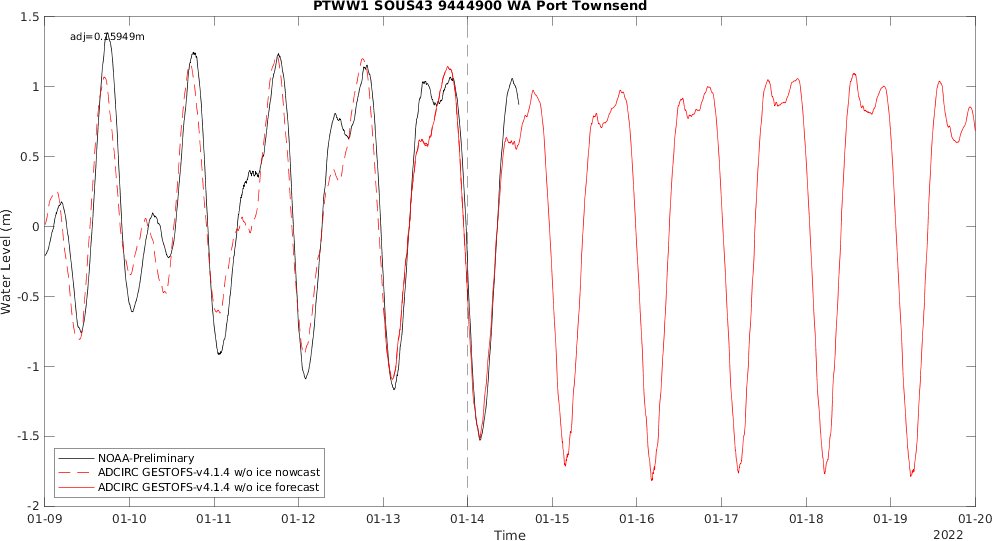 PTWW1 SOUS43 9444900 WA Port Townsend
adj=0.15949m
1.5
1
0.5
0
-0.5
-1
-1.5
-2
Water Level (m)
NOAA-Preliminary
ADCIRC GESTOFS-v4.1.4 w/o ice nowcast
ADCIRC GESTOFS-v4.1.4 w/o ice forecast
01-09 01-10 01-11 01-12 01-13 01-14 01-15 01-16 01-17 01-18 01-19 01-20
Time
2022